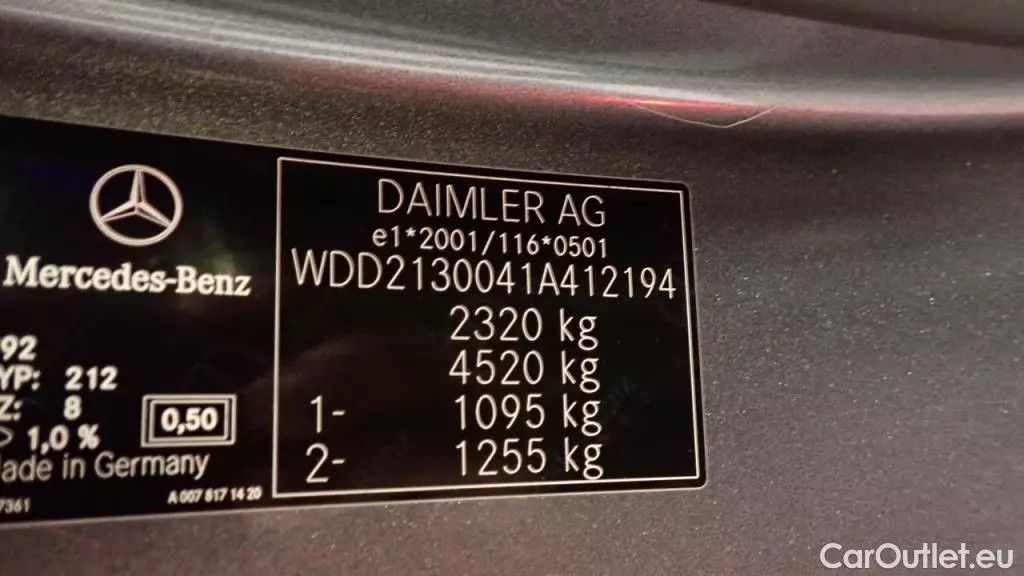 Mercedes-Benz
92
YP: 212
Z: 8
1,0 %
0,50
ade in Germany
7361
A 007 817 14 20
DAIMLER AG
e1*2001/116*0501
WDD2130041A412194
2320 kg
4520 kg
1- 1095 kg
2- 1255 kg
CarOutlet.eu